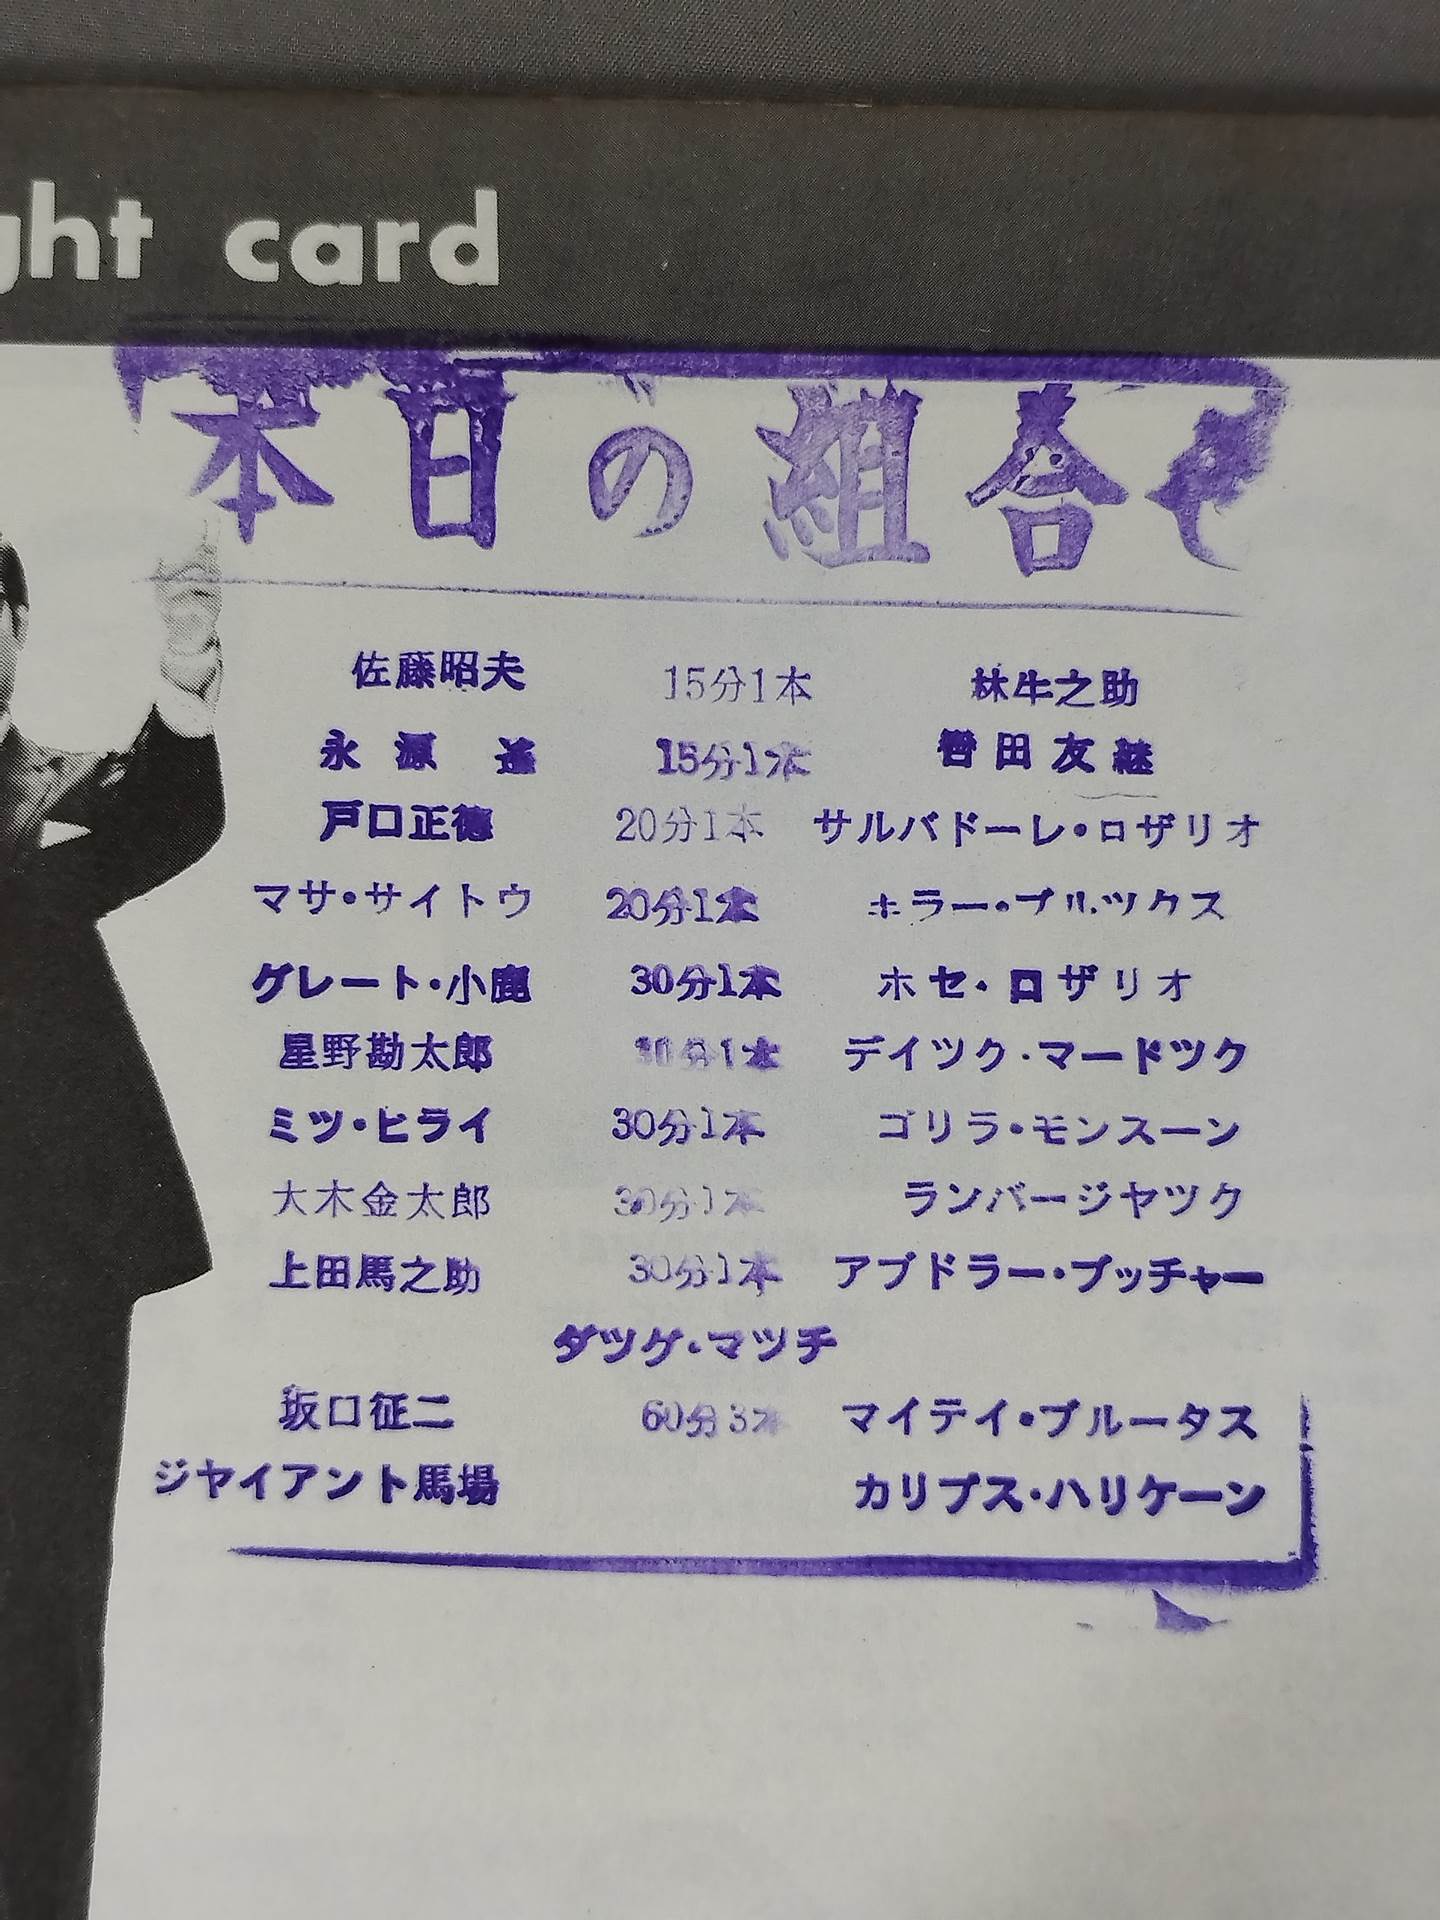 ght card
本日の組合せ
佐藤昭夫 15分1本 林牛之助
永源遙 15分1本 轡田友継
戸口正徳 20分1本 サルバドーレ・ロザリオ
マサ・サイトウ 20分1本 キラー・ブルツクス
グレート・小鹿 30分1本 ホセ・ロザリオ
星野勘太郎 30分1本 デイツク・マードツク
ミツ・ヒライ 30分1本 ゴリラ・モンスーン
大木金太郎 30分1本 ランバージヤツク
上田馬之助 30分1本 アブドラー・ブッチャー
タツグ・マツチ
坂口征二 60分3本 マイテイ・ブルータス
ジヤイアント馬場 カリプス・ハリケーン